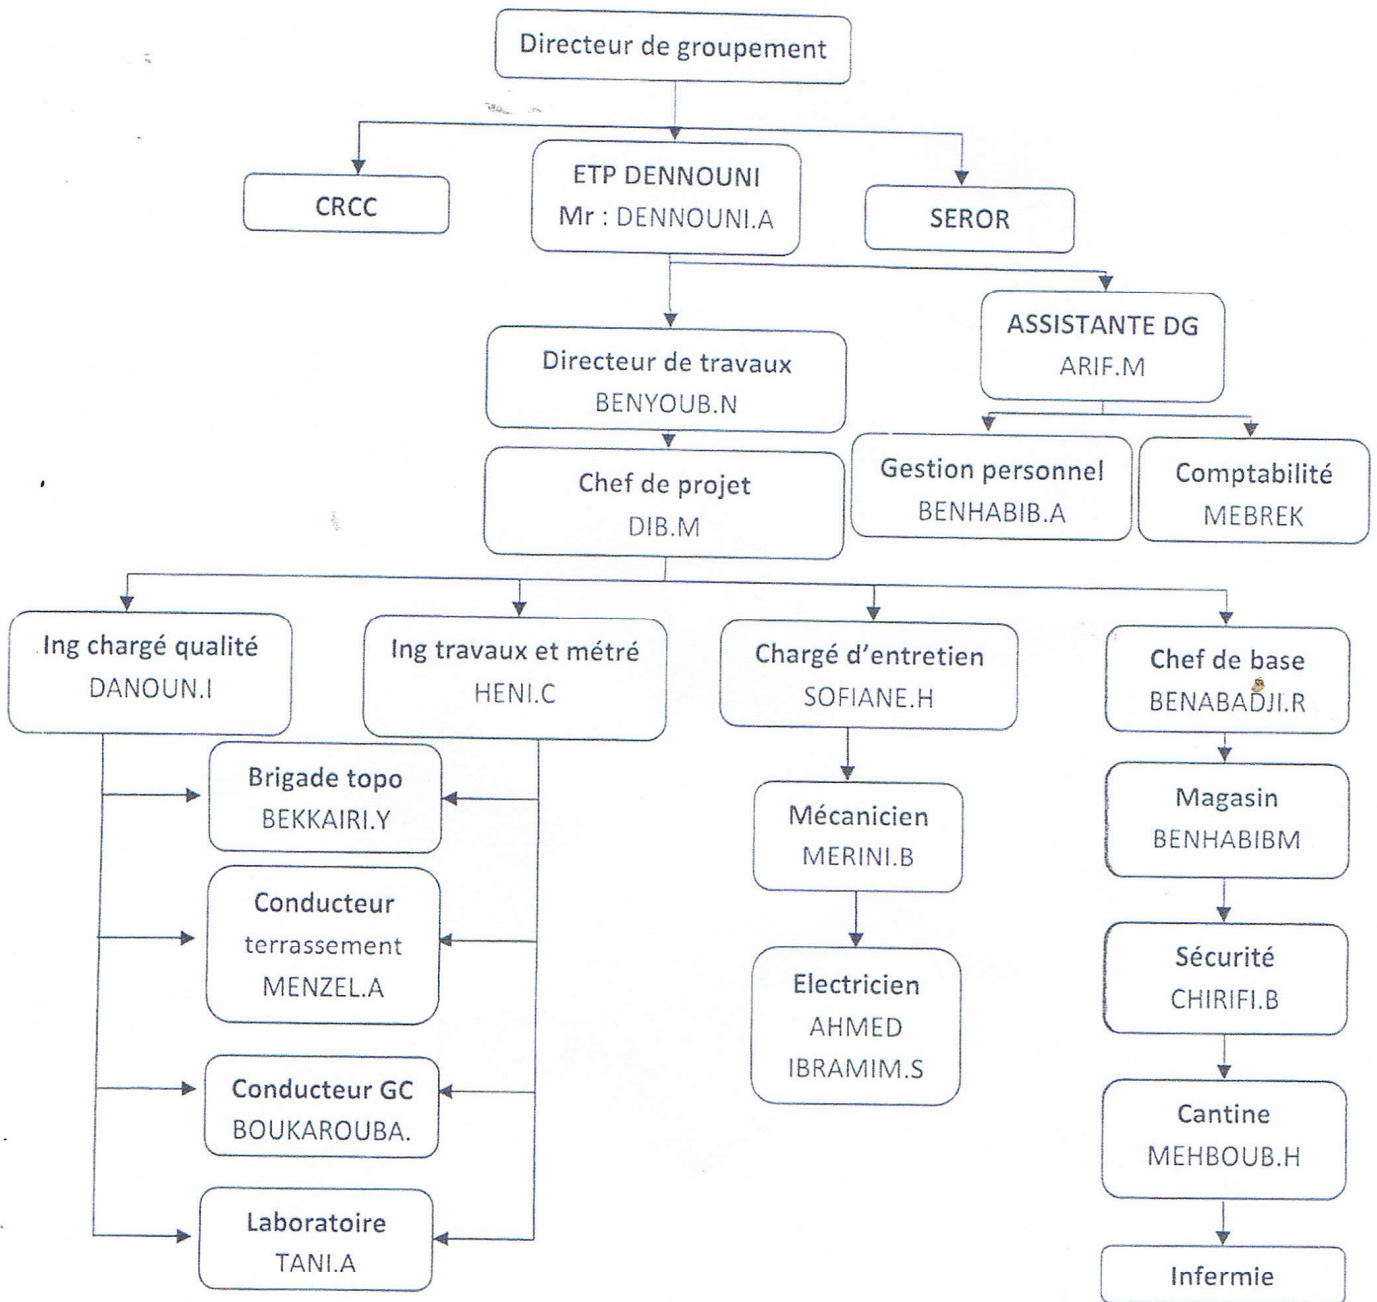 Directeur de groupement
CRCC
ETP DENNOUNI
Mr : DENNOUNI.A
SEROR
Directeur de travaux
BENYOUB.N
ASSISTANTE DG
ARIF.M
Chef de projet
DIB.M
Gestion personnel
BENHABIB.A
Comptabilité
MEBREK
Ing chargé qualité
DANOUN.I
Ing travaux et métré
HENI.C
Chargé d'entretien
SOFIANE.H
Chef de base
BENABADJI.R
Brigade topo
BEKKAIRI.Y
Conducteur
terrassement
MENZEL.A
Conducteur GC
BOUKAROUBA.
Laboratoire
TANI.A
Mécanicien
MERINI.B
Electricien
AHMED
IBRAMIM.S
Magasin
BENHABIBM
Sécurité
CHIRIFI.B
Cantine
MEHBOUB.H
Infermie